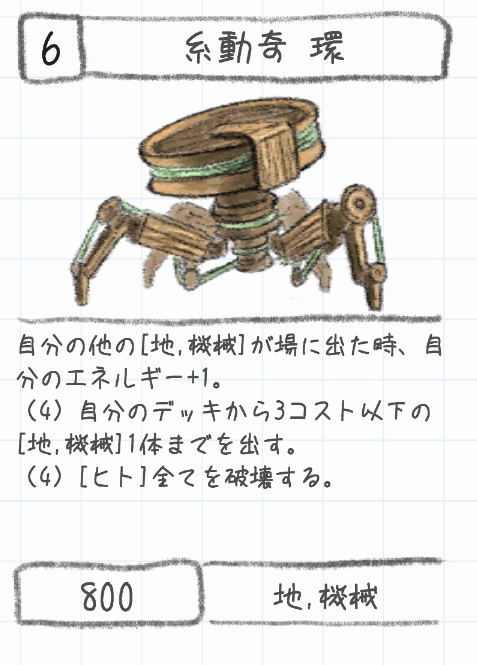 6
糸動奇 環
自分の他の[地,機械]が場に出た時、自
分のエネルギー+1。
（4）自分のデッキから3コスト以下の
[地,機械]1体までを出す。
（4）[ヒト]全てを破壊する。
800
地,機械